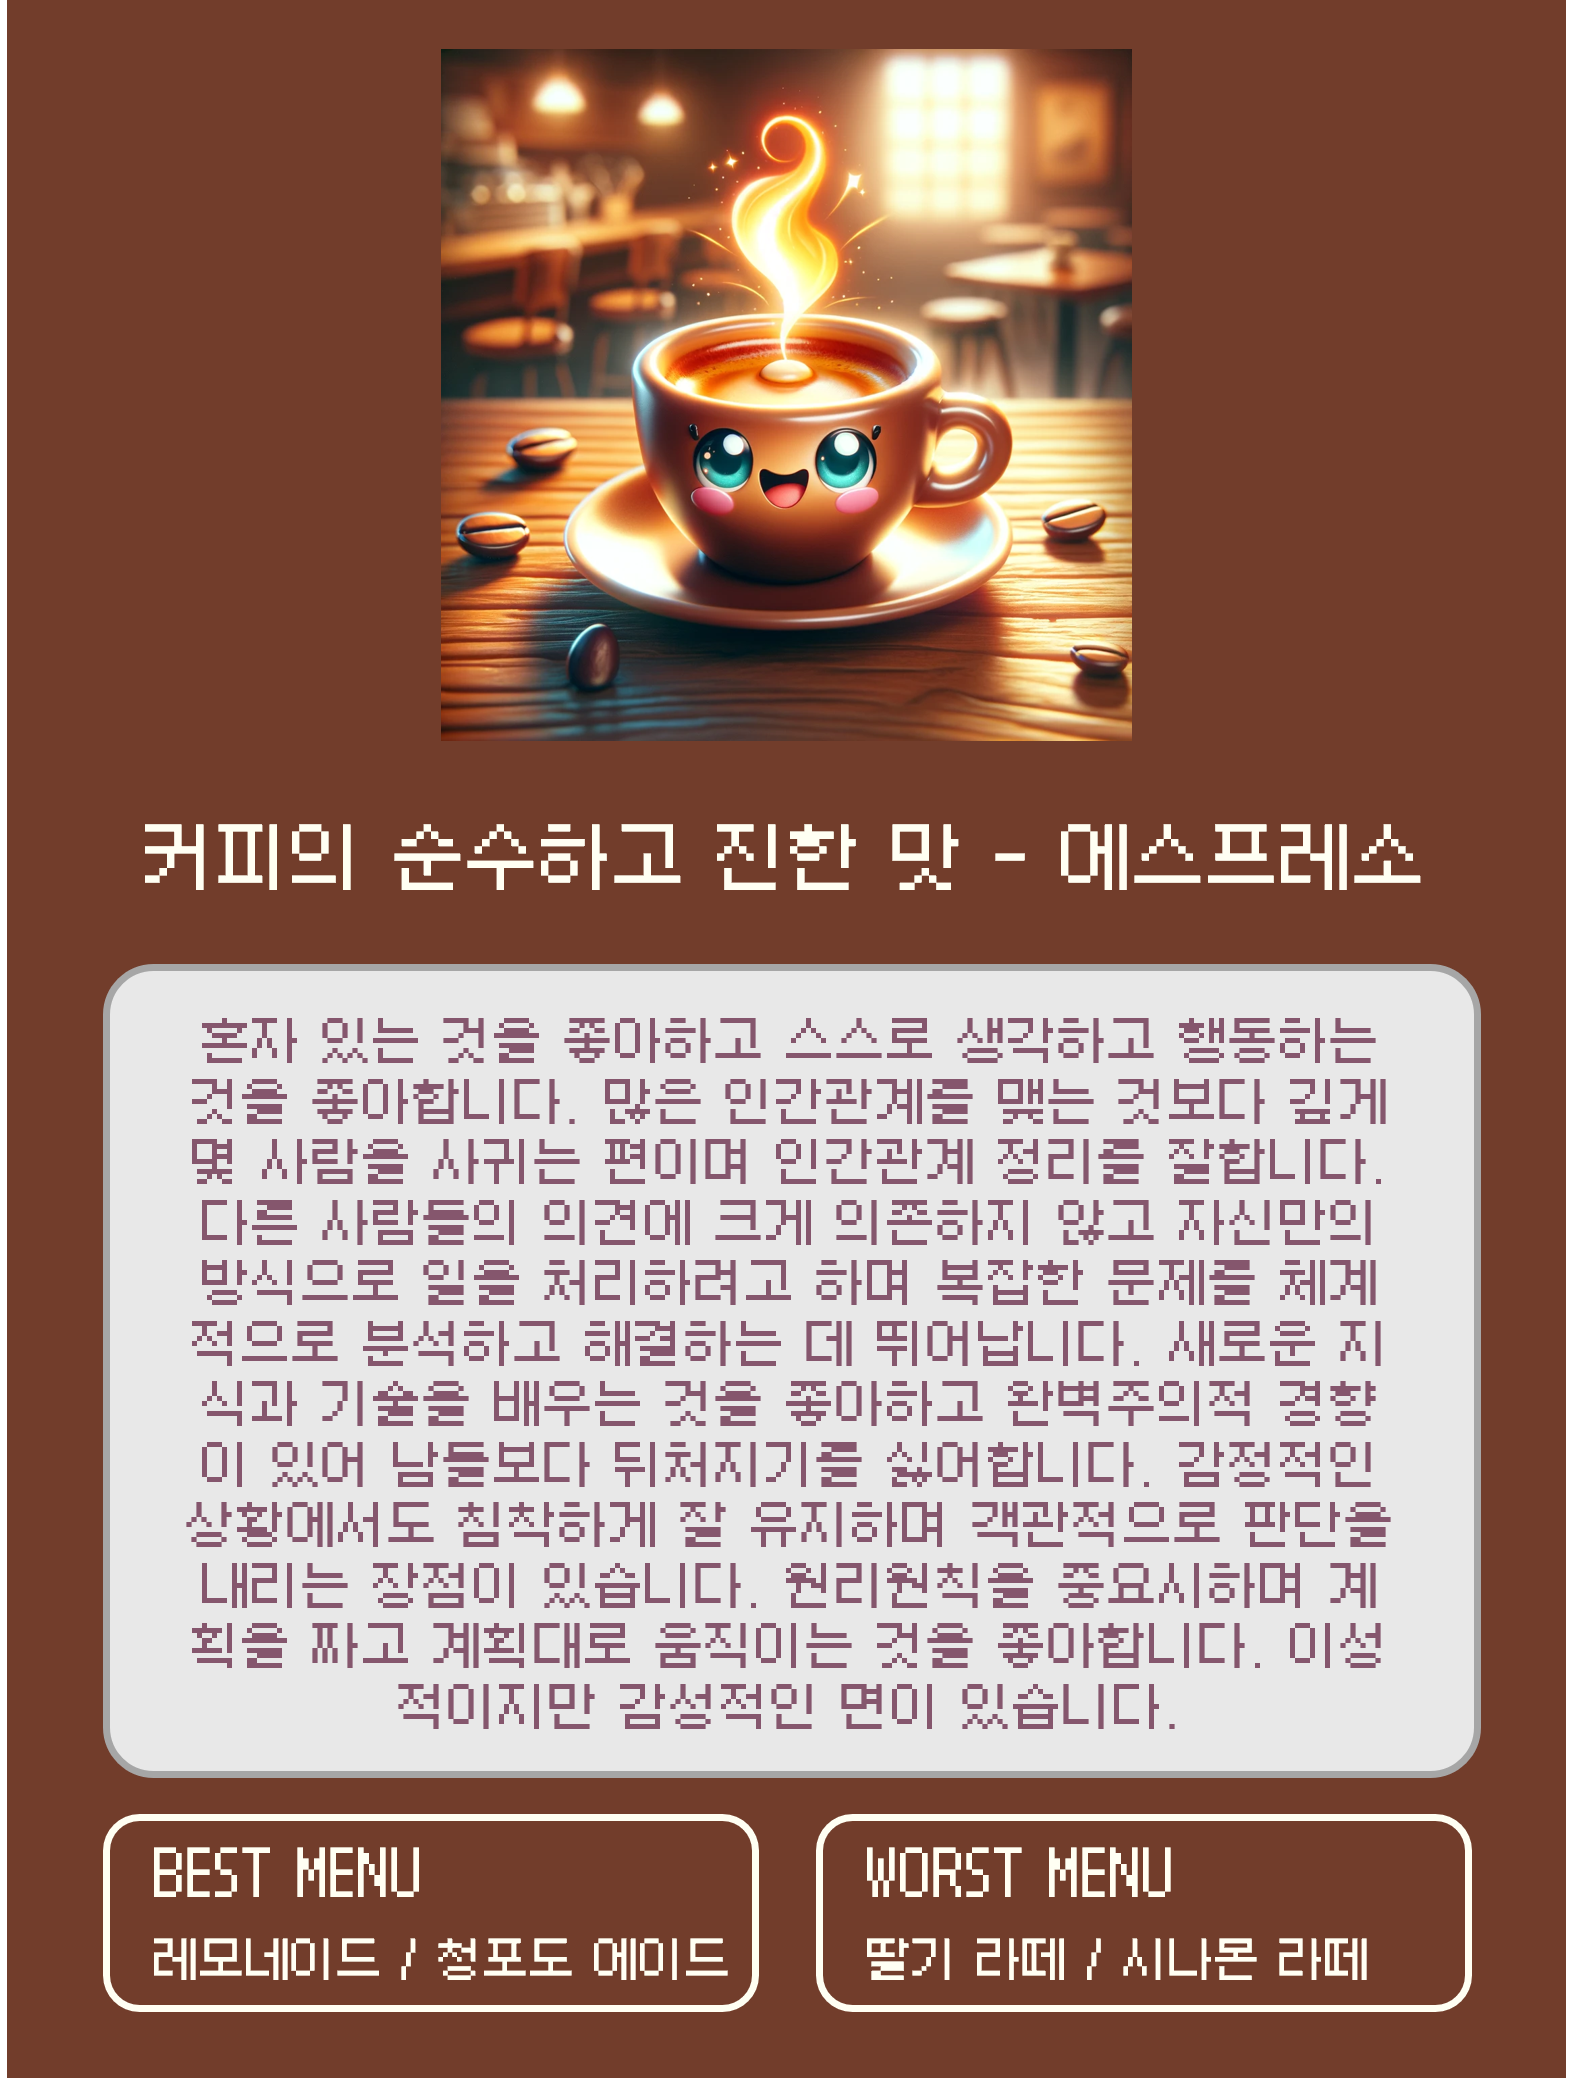 커피의 순수하고 진한 맛 - 에스프레소
혼자 있는 것을 좋아하고 스스로 생각하고 행동하는
것을 좋아합니다. 많은 인간관계를 맺는 것보다 깊게
몇 사람을 사귀는 편이며 인간관계 정리를 잘합니다.
다른 사람들의 의견에 크게 의존하지 않고 자신만의
방식으로 일을 처리하려고 하며 복잡한 문제를 체계
적으로 분석하고 해결하는 데 뛰어납니다. 새로운 지
식과 기술을 배우는 것을 좋아하고 완벽주의적 경향
이 있어 남들보다 뒤처지기를 싫어합니다. 감정적인
상황에서도 침착하게 잘 유지하며 객관적으로 판단을
내리는 장점이 있습니다. 원리원칙을 중요시하며 계
획을 짜고 계획대로 움직이는 것을 좋아합니다. 이성
적이지만 감성적인 면이 있습니다.
BEST MENU
레모네이드 / 청포도 에이드
WORST MENU
딸기 라떼 / 시나몬 라떼